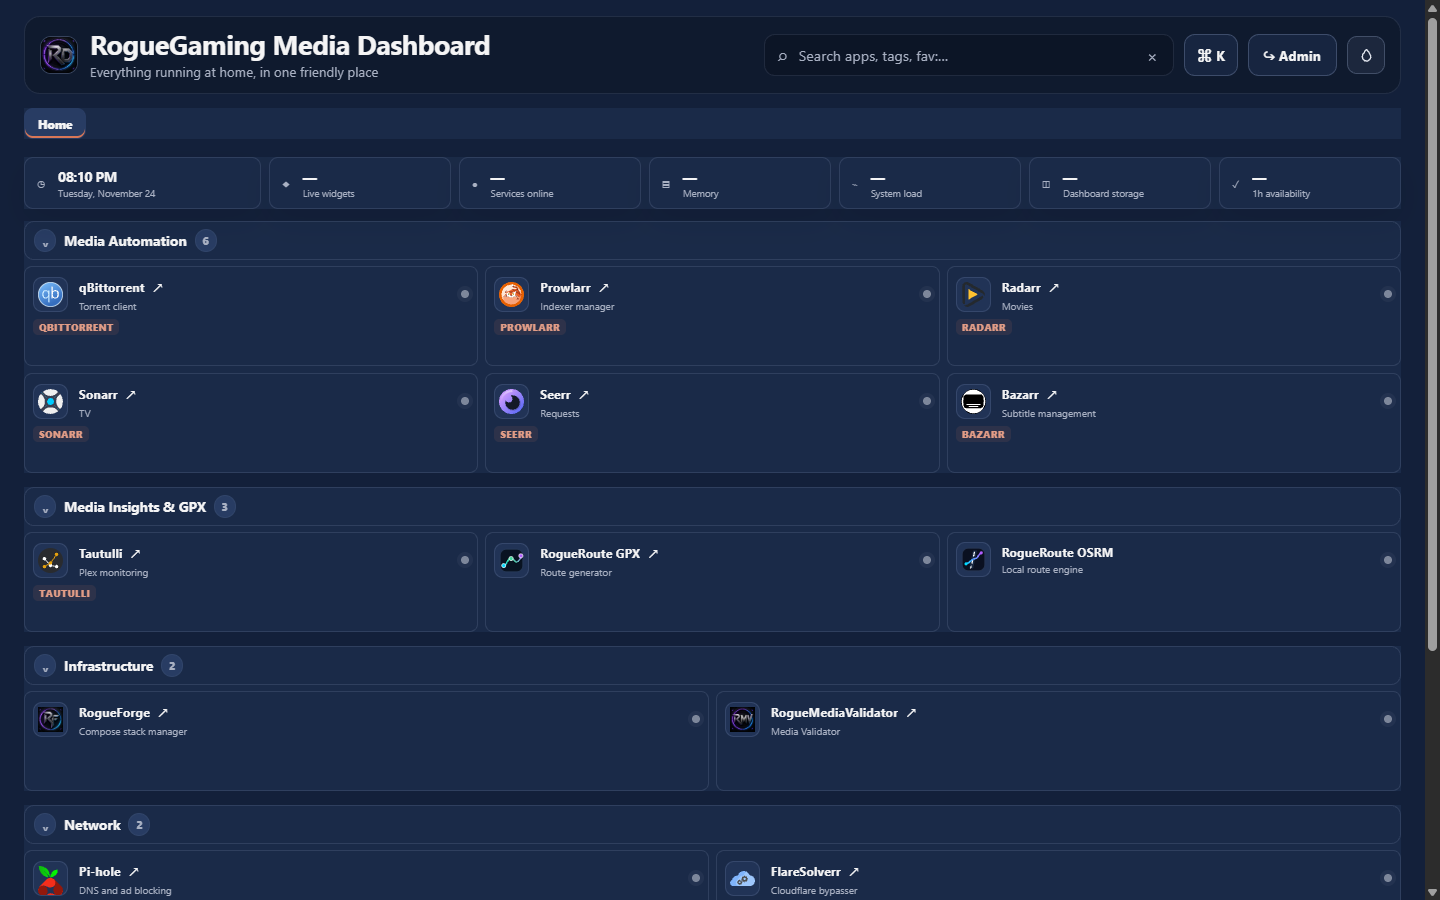 RD
RogueGaming Media Dashboard
Everything running at home, in one friendly place
Search apps, tags, fav:...
×
⌘ K
↪ Admin
Home
08:10 PM
Tuesday, November 24
—
Live widgets
—
Services online
—
Memory
—
System load
—
Dashboard storage
—
1h availability
Media Automation 6
qb
qBittorrent ↗
Torrent client
QBITTORRENT
Prowlarr ↗
Indexer manager
PROWLARR
Radarr ↗
Movies
RADARR
Sonarr ↗
TV
SONARR
Seerr ↗
Requests
SEERR
Bazarr ↗
Subtitle management
BAZARR
Media Insights & GPX 3
Tautulli ↗
Plex monitoring
TAUTULLI
RogueRoute GPX ↗
Route generator
RogueRoute OSRM
Local route engine
Infrastructure 2
RF
RogueForge ↗
Compose stack manager
RMV
RogueMediaValidator ↗
Media Validator
Network 2
Pi-hole ↗
DNS and ad blocking
FlareSolverr ↗
Cloudflare bypasser